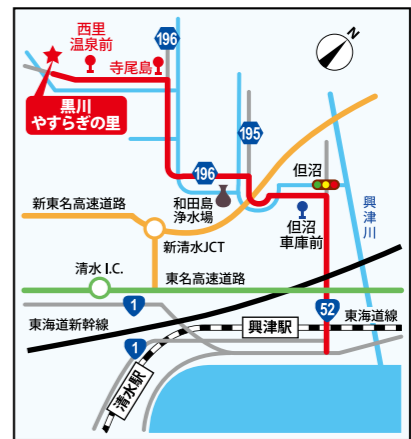 N
西里
温泉前
寺尾島
196
黒川
やすらぎの里
196
195
和田島
浄水場
但沼
但沼
車庫前
興津川
新東名高速道路
新清水JCT
清水 I.C.
東名高速道路
1
52
東海道新幹線
興津駅
東海道線
1
清水駅